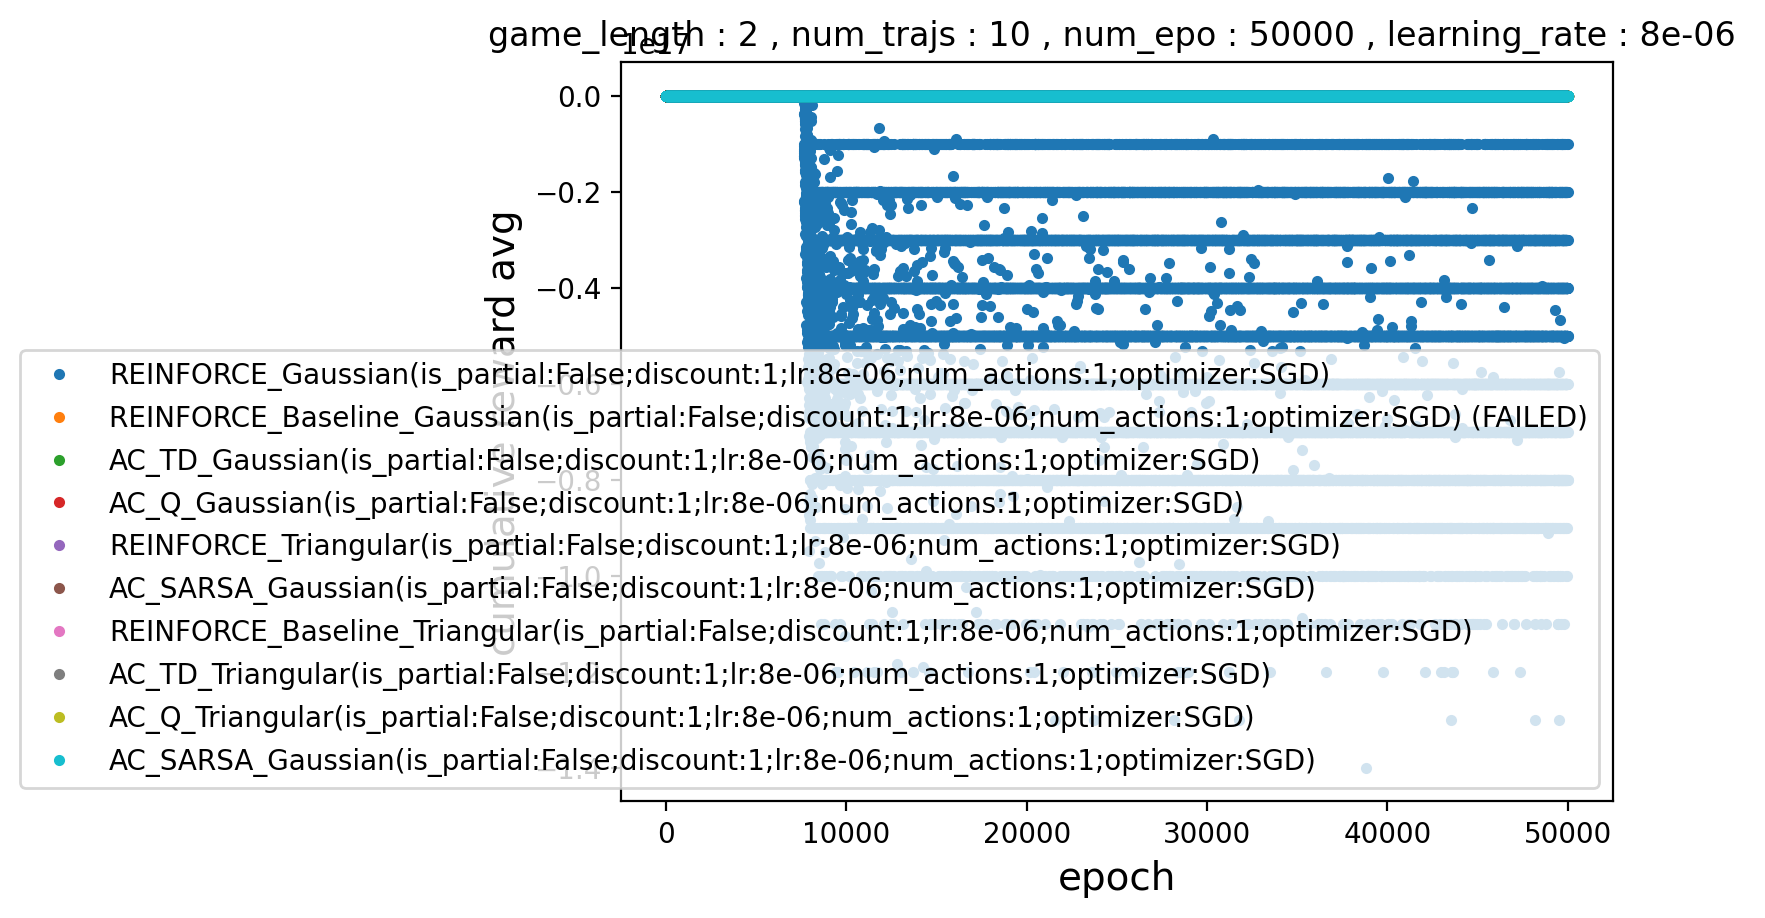 game_length : 2 , num_trajs : 10 , num_epo : 50000 , learning_rate : 8e-06
1e17
0.0
−0.2
−0.4
−0.6
−0.8
−1.0
−1.2
−1.4
cumulative reward avg
REINFORCE_Gaussian(is_partial:False;discount:1;lr:8e-06;num_actions:1;optimizer:SGD)
REINFORCE_Baseline_Gaussian(is_partial:False;discount:1;lr:8e-06;num_actions:1;optimizer:SGD) (FAILED)
AC_TD_Gaussian(is_partial:False;discount:1;lr:8e-06;num_actions:1;optimizer:SGD)
AC_Q_Gaussian(is_partial:False;discount:1;lr:8e-06;num_actions:1;optimizer:SGD)
REINFORCE_Triangular(is_partial:False;discount:1;lr:8e-06;num_actions:1;optimizer:SGD)
AC_SARSA_Gaussian(is_partial:False;discount:1;lr:8e-06;num_actions:1;optimizer:SGD)
REINFORCE_Baseline_Triangular(is_partial:False;discount:1;lr:8e-06;num_actions:1;optimizer:SGD)
AC_TD_Triangular(is_partial:False;discount:1;lr:8e-06;num_actions:1;optimizer:SGD)
AC_Q_Triangular(is_partial:False;discount:1;lr:8e-06;num_actions:1;optimizer:SGD)
AC_SARSA_Gaussian(is_partial:False;discount:1;lr:8e-06;num_actions:1;optimizer:SGD)
0 10000 20000 30000 40000 50000
epoch